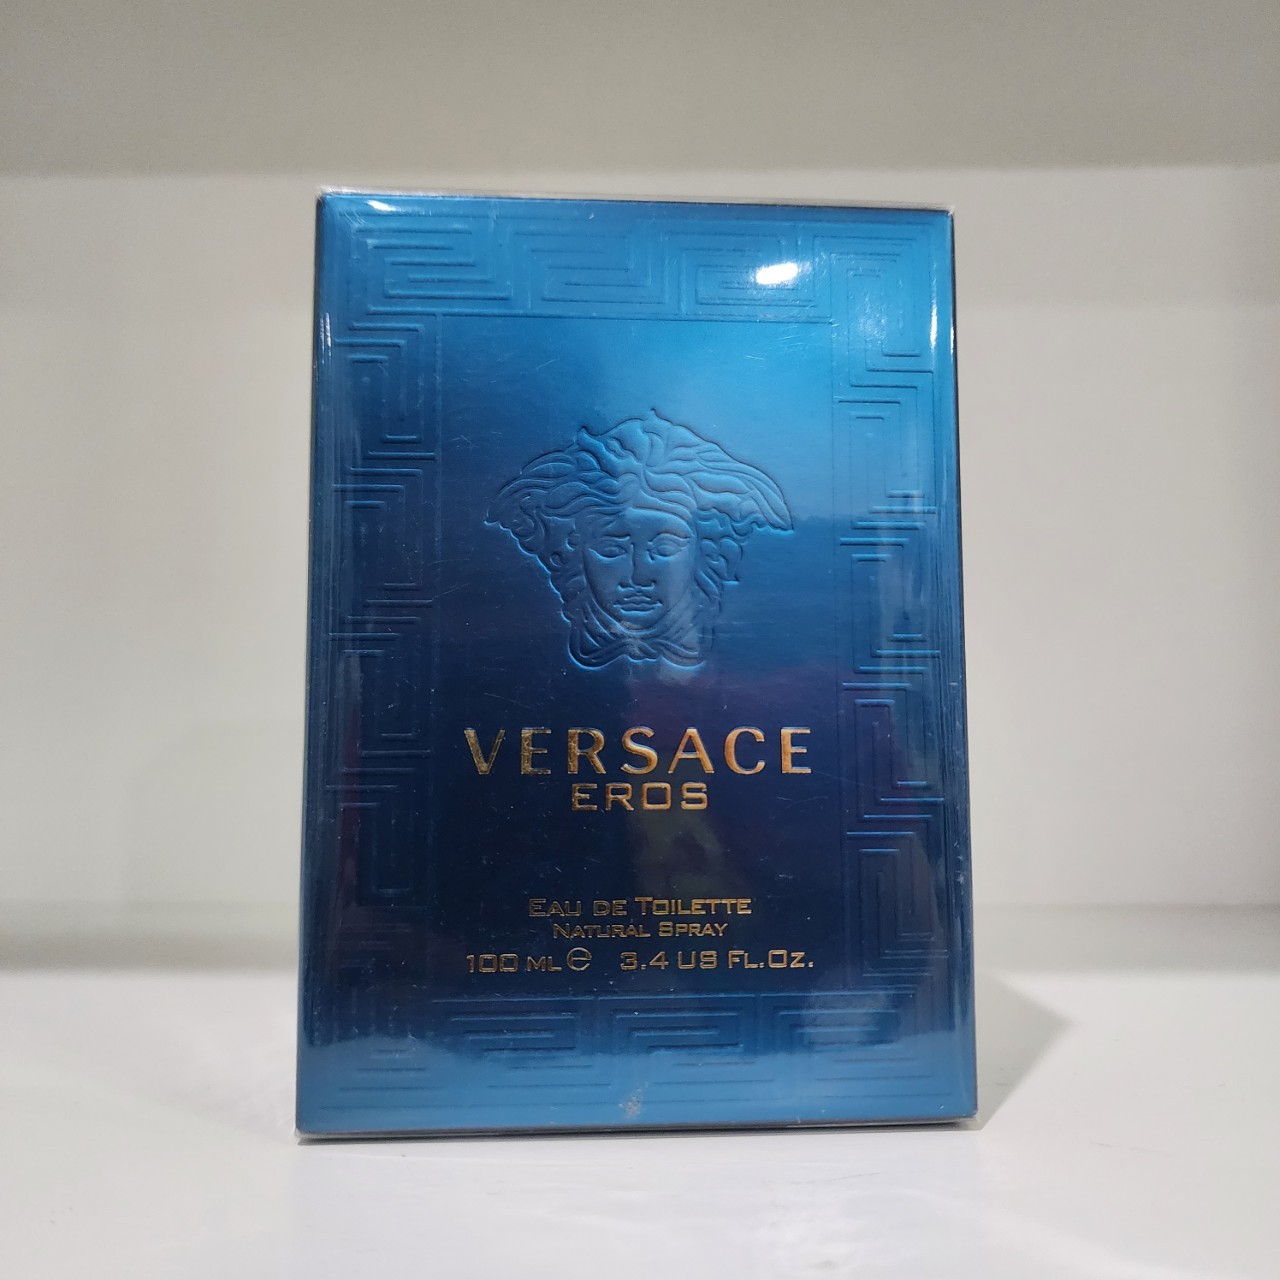 VERSACE
EROS
EAU DE TOILETTE
NATURAL SPRAY
100 ML ℮ 3.4 US FL.OZ.